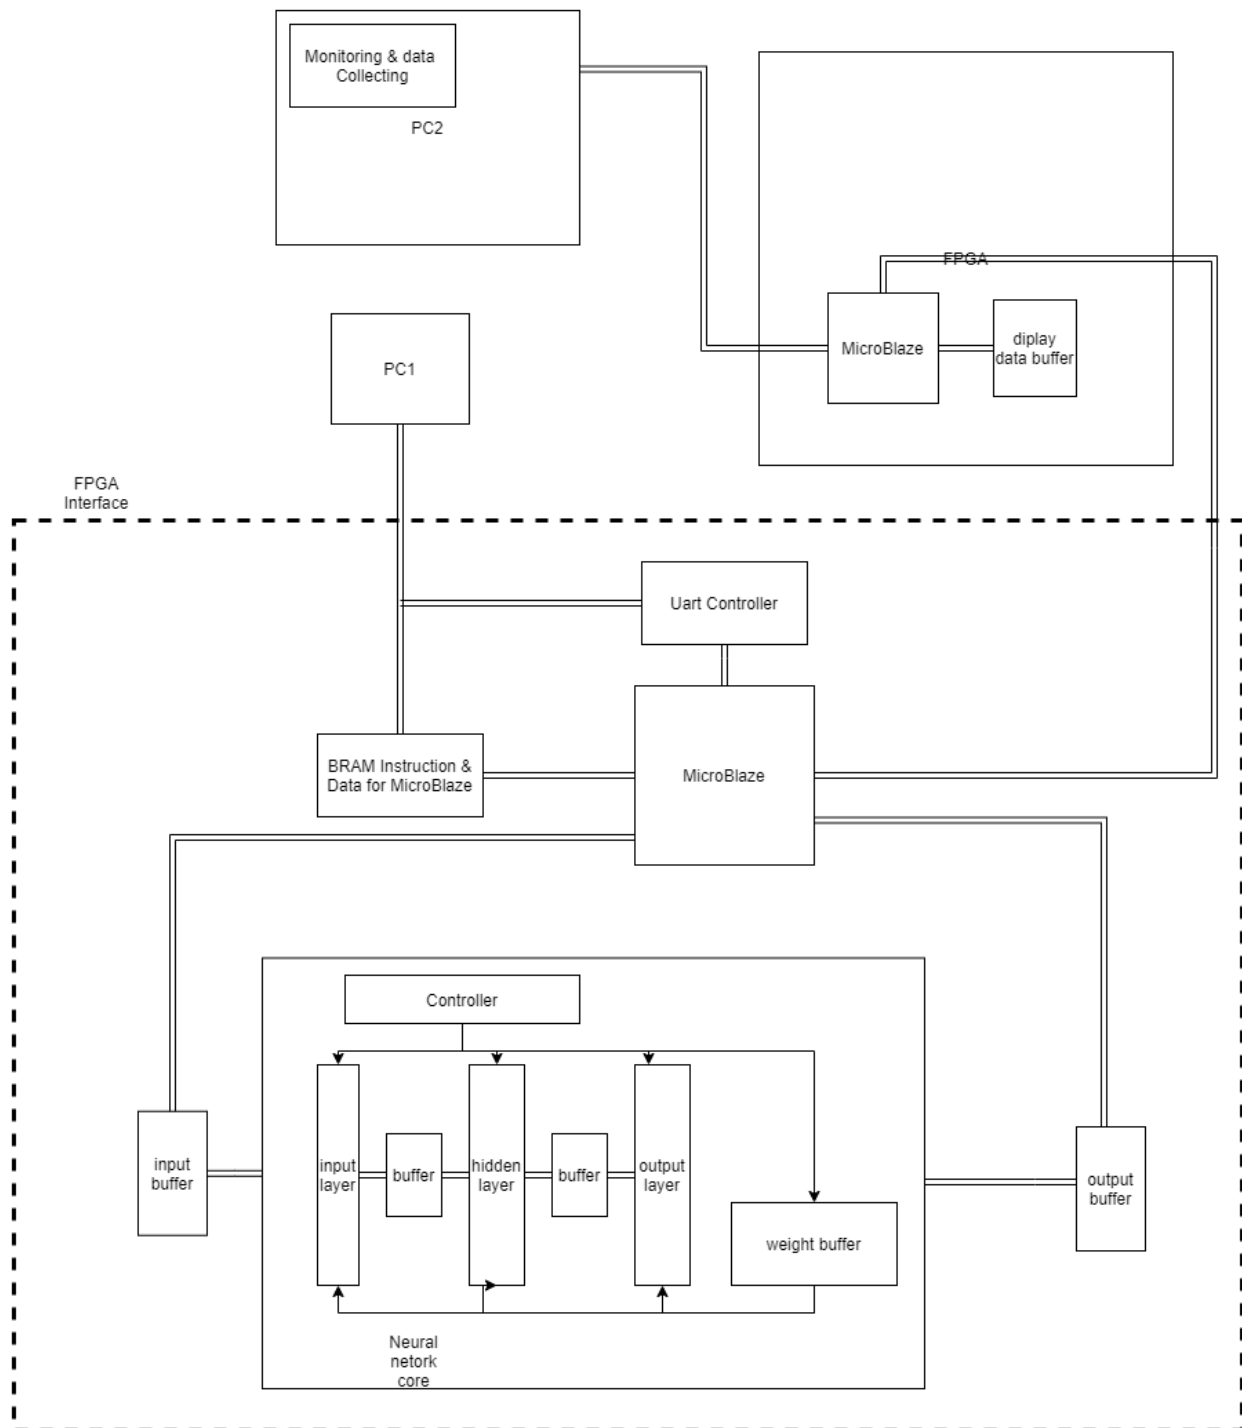 Monitoring & data
Collecting
PC2
FPGA
MicroBlaze
diplay
data buffer
PC1
FPGA
Interface
Uart Controller
BRAM Instruction &
Data for MicroBlaze
MicroBlaze
Controller
input
buffer
input
layer
buffer
hidden
layer
buffer
output
layer
weight buffer
output
buffer
Neural
netork
core